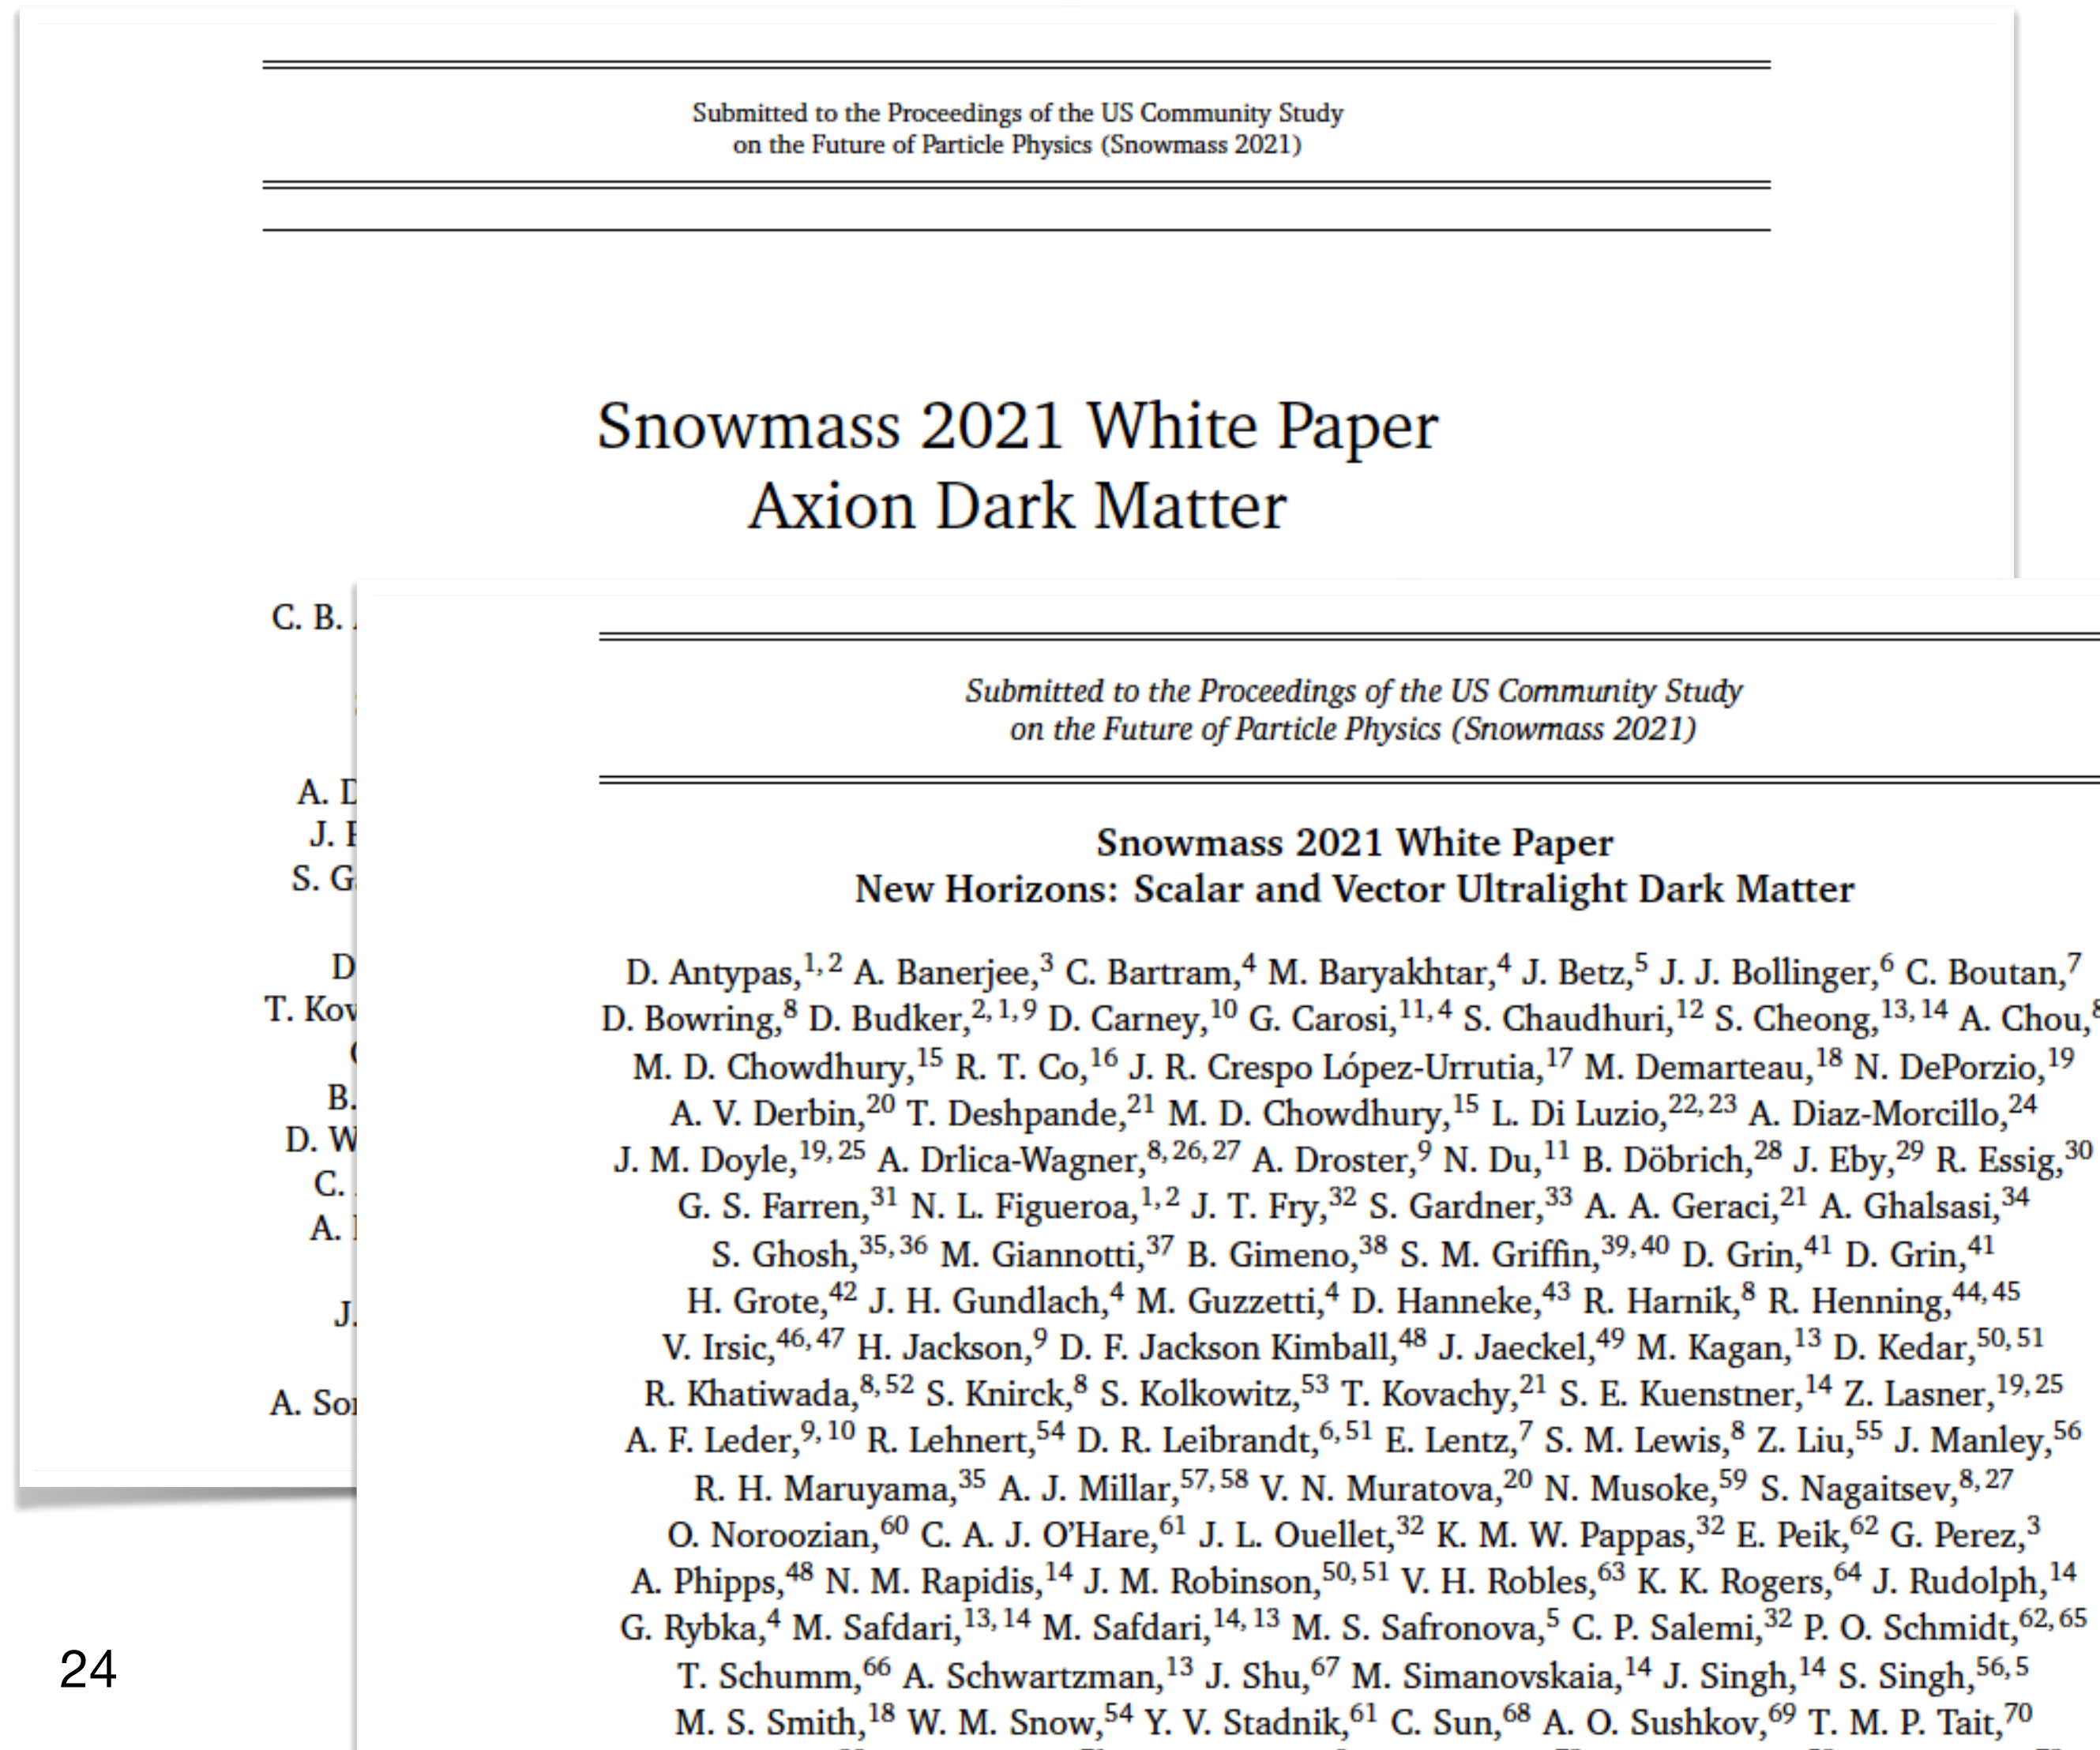 Submitted to the Proceedings of the US Community Study
on the Future of Particle Physics (Snowmass 2021)
Snowmass 2021 White Paper
Axion Dark Matter
C. B.
A.
J.
S. G
D
T. Kov
B.
D. W
C.
A.
J.
A. Sor
Submitted to the Proceedings of the US Community Study
on the Future of Particle Physics (Snowmass 2021)
Snowmass 2021 White Paper
New Horizons: Scalar and Vector Ultralight Dark Matter
D. Antypas,1,2 A. Banerjee,3 C. Bartram,4 M. Baryakhtar,4 J. Betz,5 J. J. Bollinger,6 C. Boutan,7
D. Bowring,8 D. Budker,2,1,9 D. Carney,10 G. Carosi,11,4 S. Chaudhuri,12 S. Cheong,13,14 A. Chou,8
M. D. Chowdhury,15 R. T. Co,16 J. R. Crespo López-Urrutia,17 M. Demarteau,18 N. DePorzio,19
A. V. Derbin,20 T. Deshpande,21 M. D. Chowdhury,15 L. Di Luzio,22,23 A. Diaz-Morcillo,24
J. M. Doyle,19,25 A. Drlica-Wagner,8,26,27 A. Droster,9 N. Du,11 B. Döbrich,28 J. Eby,29 R. Essig,30
G. S. Farren,31 N. L. Figueroa,1,2 J. T. Fry,32 S. Gardner,33 A. A. Geraci,21 A. Ghalsasi,34
S. Ghosh,35,36 M. Giannotti,37 B. Gimeno,38 S. M. Griffin,39,40 D. Grin,41 D. Grin,41
H. Grote,42 J. H. Gundlach,4 M. Guzzetti,4 D. Hanneke,43 R. Harnik,8 R. Henning,44,45
V. Irsic,46,47 H. Jackson,9 D. F. Jackson Kimball,48 J. Jaeckel,49 M. Kagan,13 D. Kedar,50,51
R. Khatiwada,8,52 S. Knirck,8 S. Kolkowitz,53 T. Kovachy,21 S. E. Kuenstner,14 Z. Lasner,19,25
A. F. Leder,9,10 R. Lehnert,54 D. R. Leibrandt,6,51 E. Lentz,7 S. M. Lewis,8 Z. Liu,55 J. Manley,56
R. H. Maruyama,35 A. J. Millar,57,58 V. N. Muratova,20 N. Musoke,59 S. Nagaitsev,8,27
O. Noroozian,60 C. A. J. O'Hare,61 J. L. Ouellet,32 K. M. W. Pappas,32 E. Peik,62 G. Perez,3
A. Phipps,48 N. M. Rapidis,14 J. M. Robinson,50,51 V. H. Robles,63 K. K. Rogers,64 J. Rudolph,14
G. Rybka,4 M. Safdari,13,14 M. Safdari,14,13 M. S. Safronova,5 C. P. Salemi,32 P. O. Schmidt,62,65
T. Schumm,66 A. Schwartzman,13 J. Shu,67 M. Simanovskaia,14 J. Singh,14 S. Singh,56,5
M. S. Smith,18 W. M. Snow,54 Y. V. Stadnik,61 C. Sun,68 A. O. Sushkov,69 T. M. P. Tait,70
24